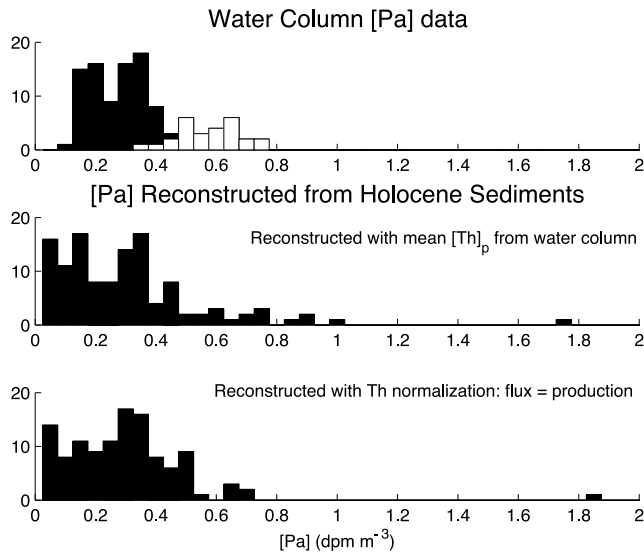 Water Column [Pa] data
20
10
0
0 0.2 0.4 0.6 0.8 1 1.2 1.4 1.6 1.8 2
[Pa] Reconstructed from Holocene Sediments
Reconstructed with mean [Th]p from water column
20
10
0
0 0.2 0.4 0.6 0.8 1 1.2 1.4 1.6 1.8 2
Reconstructed with Th normalization: flux = production
20
10
0
0 0.2 0.4 0.6 0.8 1 1.2 1.4 1.6 1.8 2
[Pa] (dpm m-3)